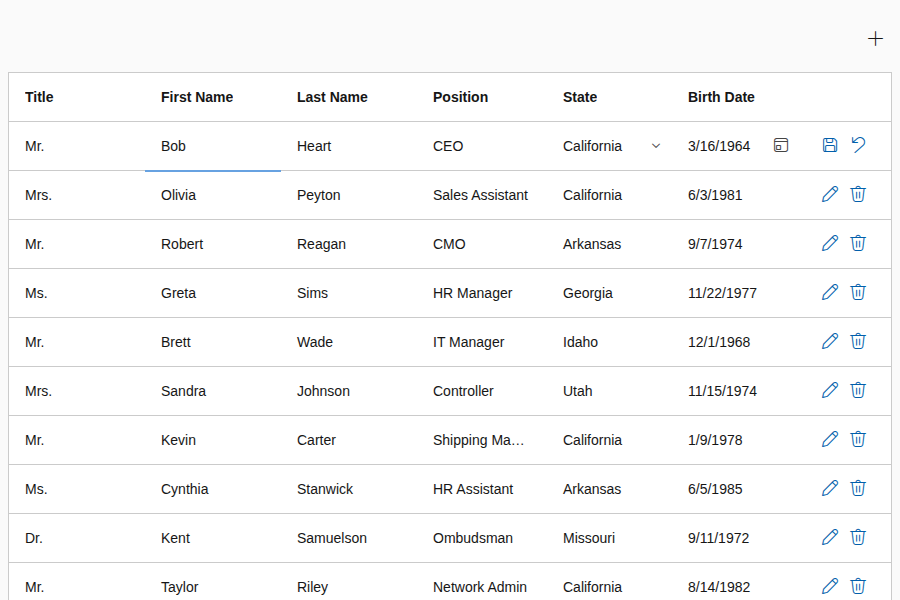 Title First Name Last Name Position State Birth Date
Mr. Bob Heart CEO California 3/16/1964
Mrs. Olivia Peyton Sales Assistant California 6/3/1981
Mr. Robert Reagan CMO Arkansas 9/7/1974
Ms. Greta Sims HR Manager Georgia 11/22/1977
Mr. Brett Wade IT Manager Idaho 12/1/1968
Mrs. Sandra Johnson Controller Utah 11/15/1974
Mr. Kevin Carter Shipping Ma… California 1/9/1978
Ms. Cynthia Stanwick HR Assistant Arkansas 6/5/1985
Dr. Kent Samuelson Ombudsman Missouri 9/11/1972
Mr. Taylor Riley Network Admin California 8/14/1982